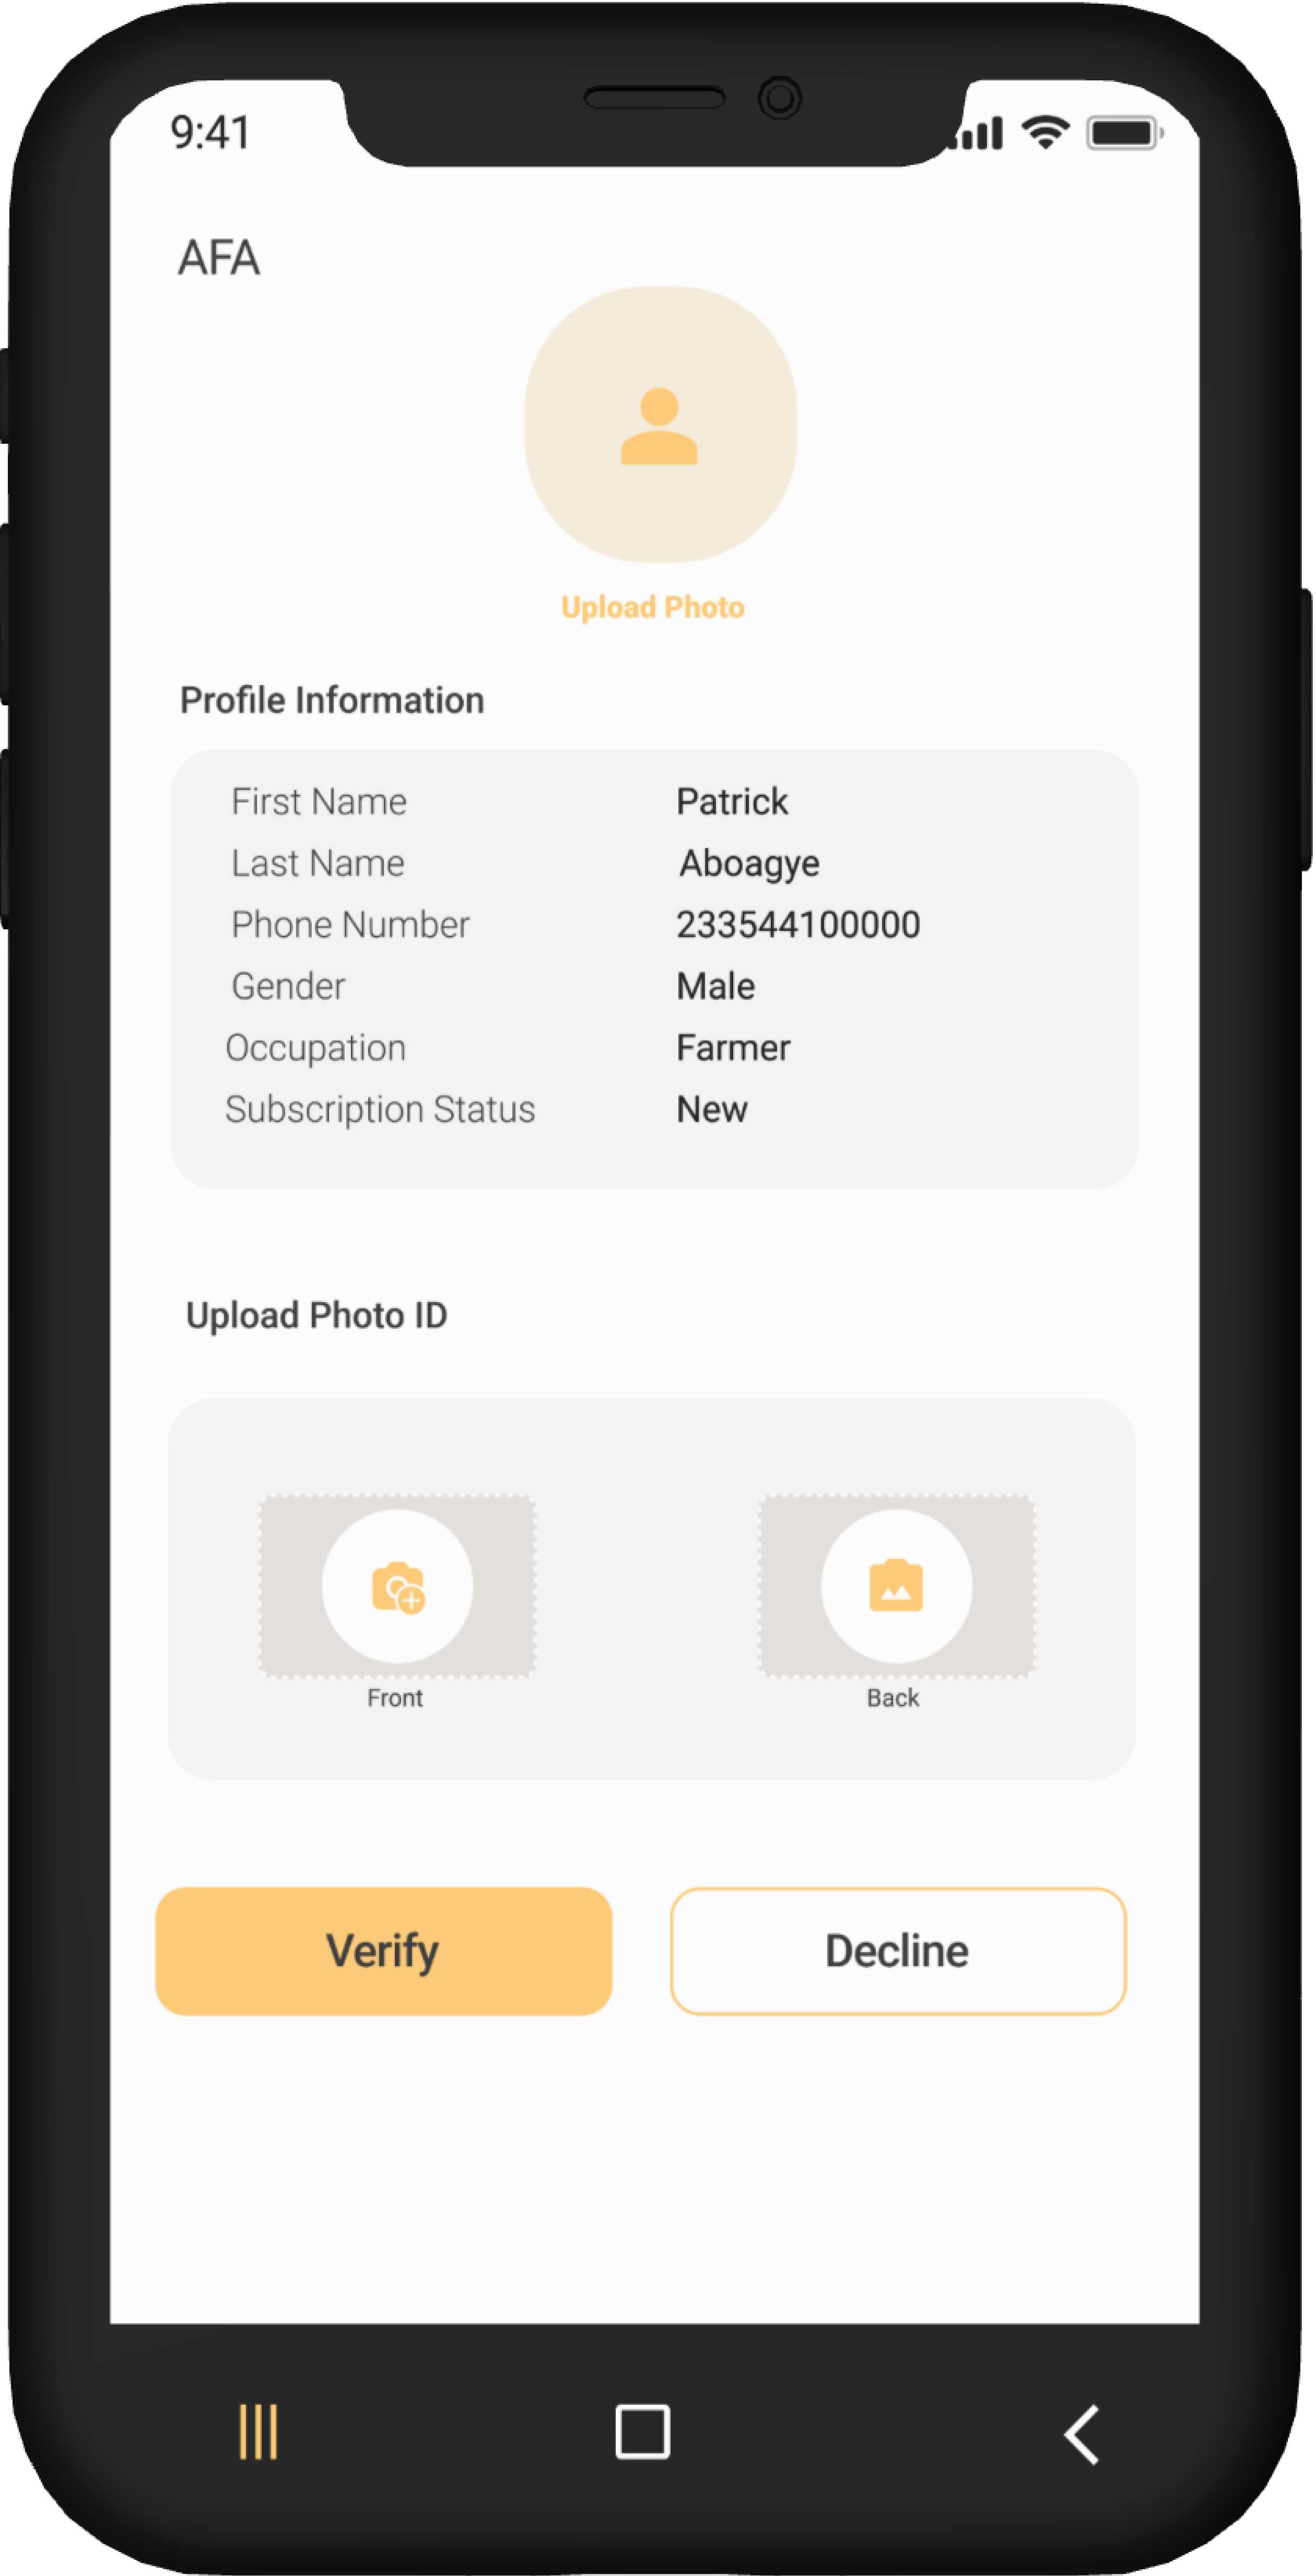 9:41
AFA
Upload Photo
Profile Information
First Name Patrick
Last Name Aboagye
Phone Number 233544100000
Gender Male
Occupation Farmer
Subscription Status New
Upload Photo ID
Front Back
Verify Decline